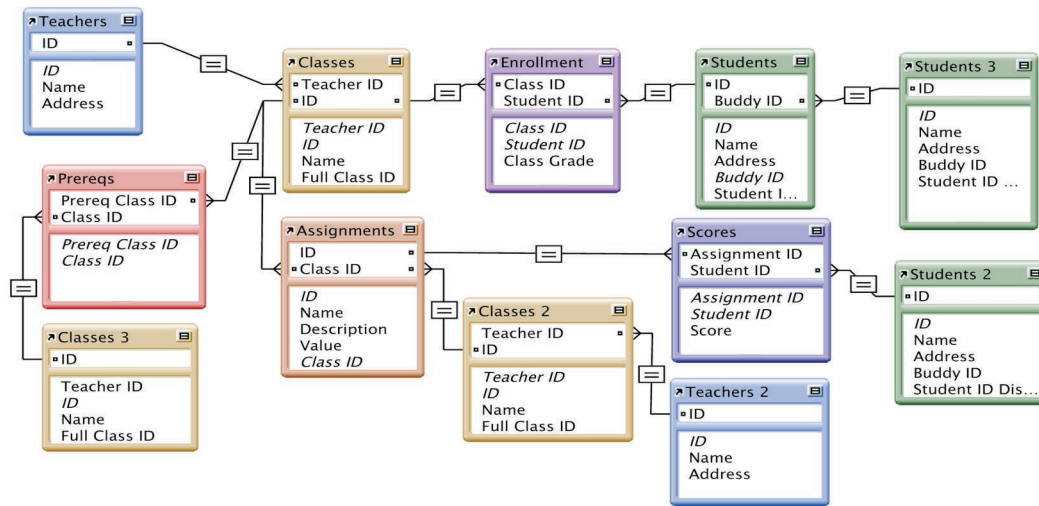 Teachers
ID
ID
Name
Address
Classes
Teacher ID
ID
Teacher ID
ID
Name
Full Class ID
Enrollment
Class ID
Student ID
Class ID
Student ID
Class Grade
Students
ID
Buddy ID
ID
Name
Address
Buddy ID
Student I...
Students 3
ID
ID
Name
Address
Buddy ID
Student ID ...
Prereqs
Prereq Class ID
Class ID
Prereq Class ID
Class ID
Assignments
ID
Class ID
ID
Name
Description
Value
Class ID
Scores
Assignment ID
Student ID
Assignment ID
Student ID
Score
Students 2
ID
ID
Name
Address
Buddy ID
Student ID Dis...
Classes 3
ID
Teacher ID
ID
Name
Full Class ID
Classes 2
Teacher ID
ID
Teacher ID
ID
Name
Full Class ID
Teachers 2
ID
ID
Name
Address